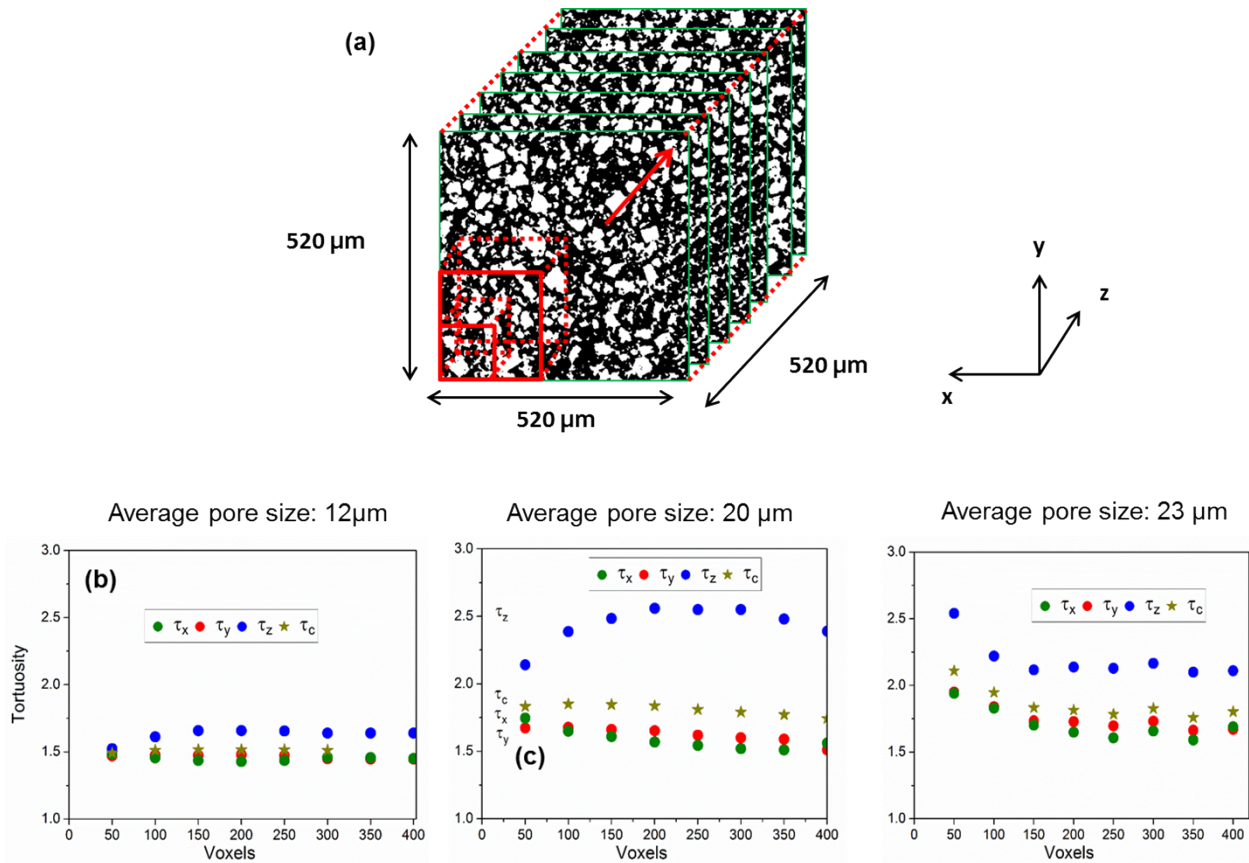 (a)
520 µm
520 µm
520 µm
y
z
x
Average pore size: 12µm
Average pore size: 20 µm
Average pore size: 23 µm
(b)
τx τy τz τc
3.0
2.5
2.0
1.5
1.0
Tortuosity
0 50 100 150 200 250 300 350 400
Voxels
τx τy τz τc
3.0
2.5
2.0
1.5
1.0
τz
τc
τx
τy
(c)
0 50 100 150 200 250 300 350 400
Voxels
τx τy τz τc
3.0
2.5
2.0
1.5
1.0
0 50 100 150 200 250 300 350 400
Voxels